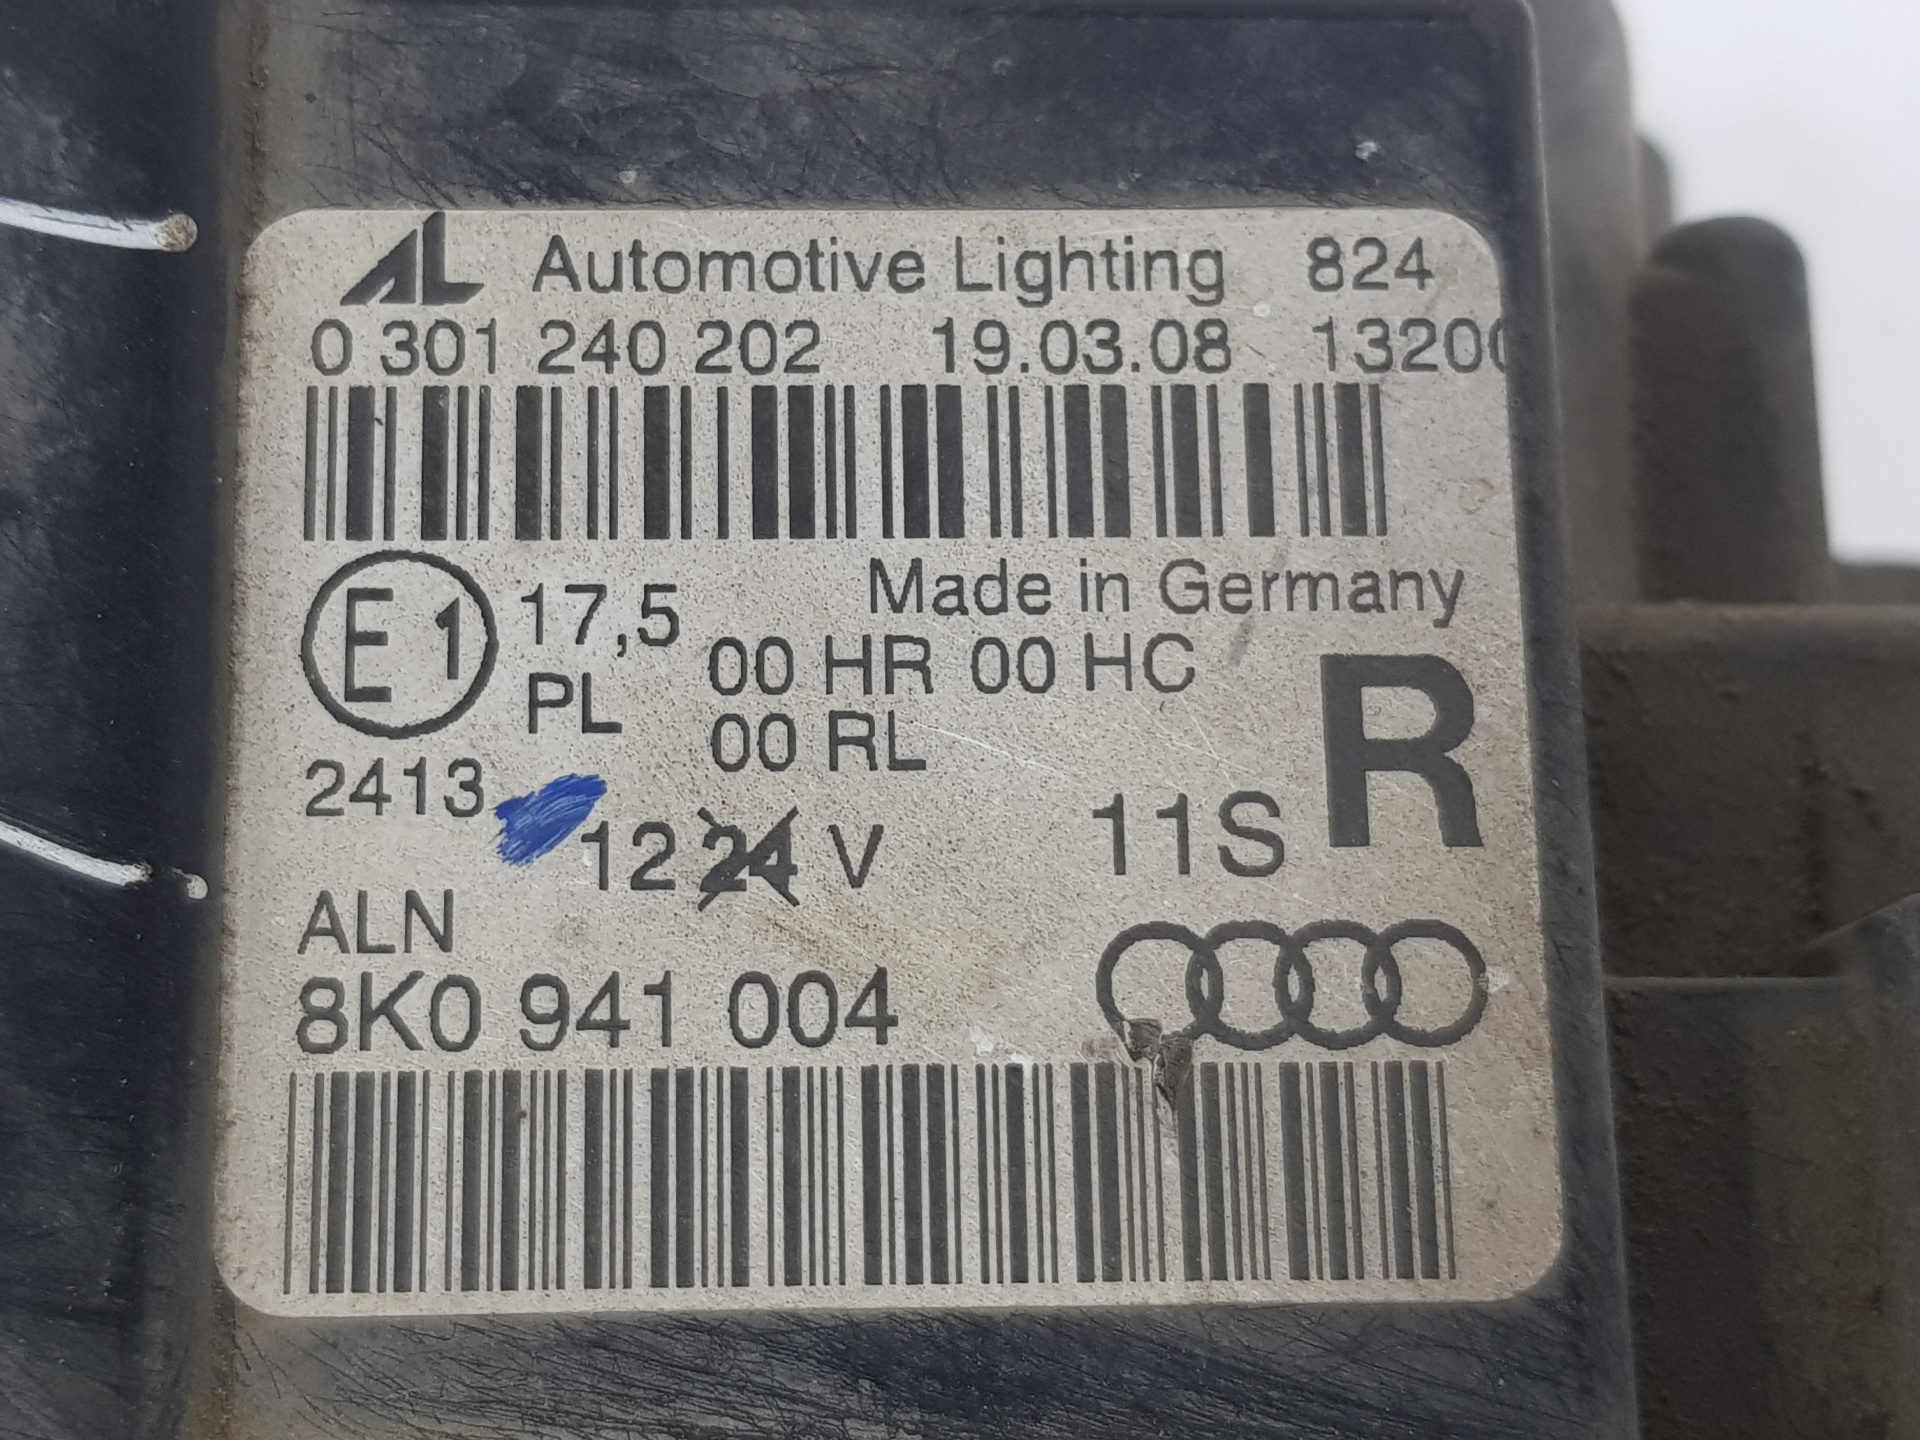 AL Automotive Lighting 824
0 301 240 202 19.03.08 13200
E1 17,5 Made in Germany
PL 00 HR 00 HC R
00 RL
2413 12 24 V 11S
ALN
8K0 941 004